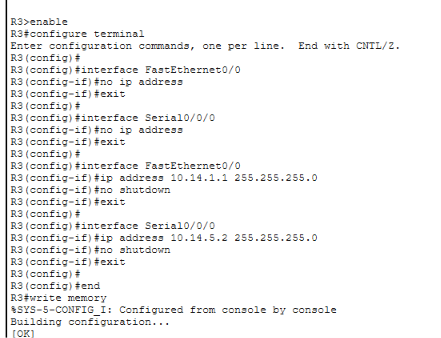 R3>enable
R3#configure terminal
Enter configuration commands, one per line.  End with CNTL/Z.
R3(config)#
R3(config)#interface FastEthernet0/0
R3(config-if)#no ip address
R3(config-if)#exit
R3(config)#
R3(config)#interface Serial0/0/0
R3(config-if)#no ip address
R3(config-if)#exit
R3(config)#
R3(config)#interface FastEthernet0/0
R3(config-if)#ip address 10.14.1.1 255.255.255.0
R3(config-if)#no shutdown
R3(config-if)#exit
R3(config)#
R3(config)#interface Serial0/0/0
R3(config-if)#ip address 10.14.5.2 255.255.255.0
R3(config-if)#no shutdown
R3(config-if)#exit
R3(config)#
R3(config)#end
R3#write memory
%SYS-5-CONFIG_I: Configured from console by console
Building configuration...
[OK]